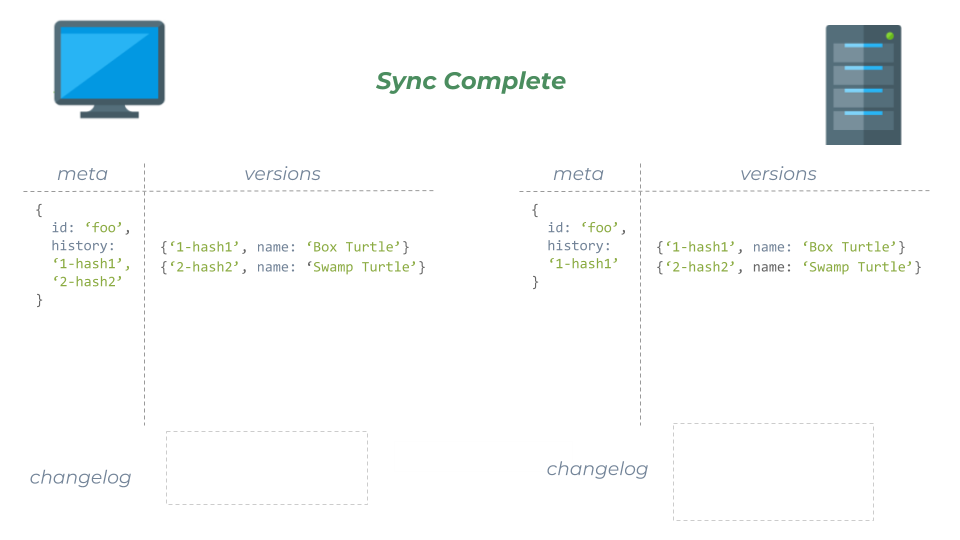 Sync Complete
meta versions
{
id: ‘foo’,
history:
‘1-hash1’,
‘2-hash2’
}
{‘1-hash1’, name: ‘Box Turtle’}
{‘2-hash2’, name: ‘Swamp Turtle’}
changelog
meta versions
{
id: ‘foo’,
history:
‘1-hash1’
}
{‘1-hash1’, name: ‘Box Turtle’}
{‘2-hash2’, name: ‘Swamp Turtle’}
changelog